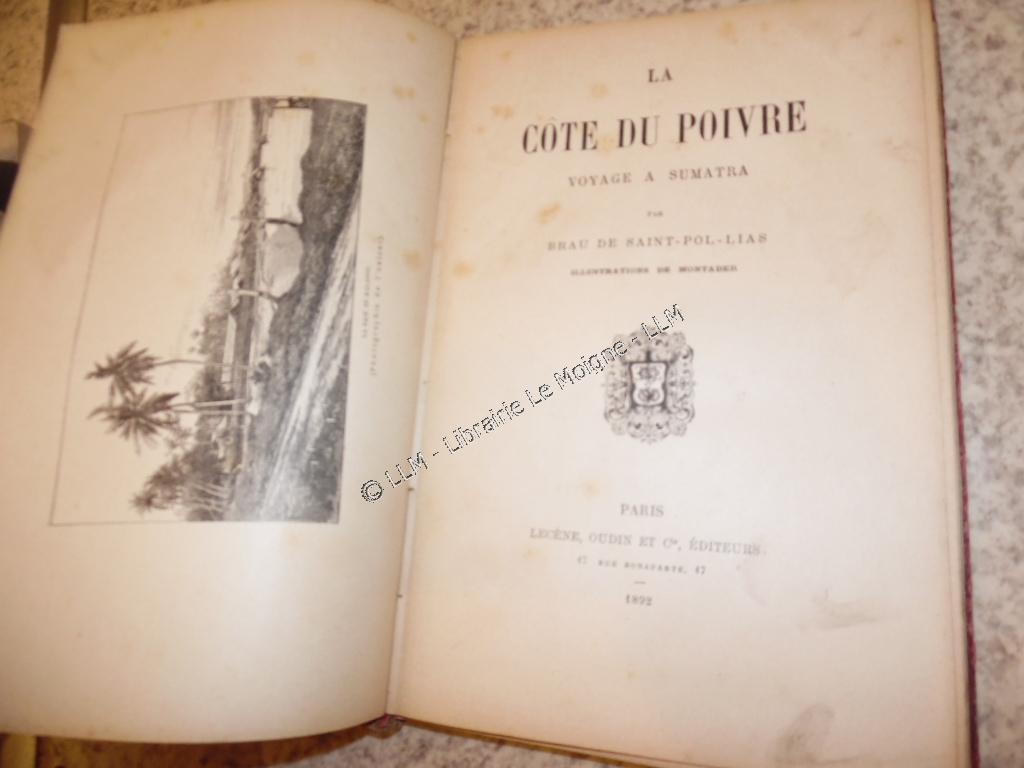 LA
CÔTE DU POIVRE
VOYAGE A SUMATRA
PAR
BRAU DE SAINT-POL-LIAS
ILLUSTRATIONS DE MONTADER
PARIS
LECÈNE, OUDIN ET Cie, ÉDITEURS
17, RUE BONAPARTE, 17
1892
© LLM - Librairie Le Moigne - LLM